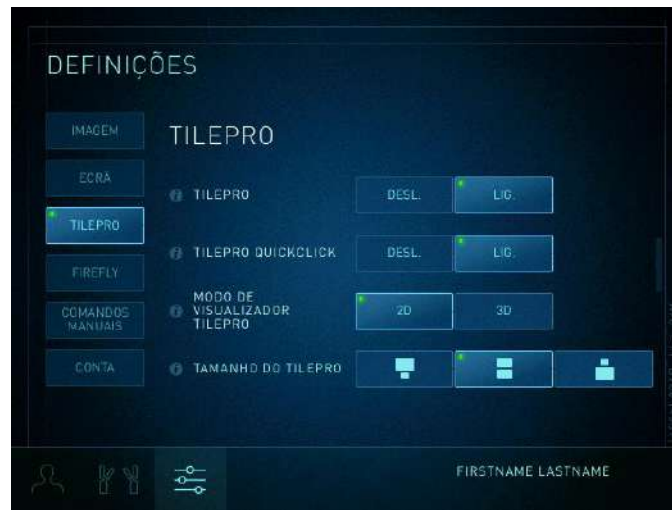 DEFINIÇÕES
IMAGEM
ECRÃ
TILEPRO
FIREFLY
COMANDOS
MANUAIS
CONTA
TILEPRO
TILEPRO
DESL.
LIG.
TILEPRO QUICKCLICK
DESL.
LIG.
MODO DE
VISUALIZADOR
TILEPRO
2D
3D
TAMANHO DO TILEPRO
FIRSTNAME LASTNAME